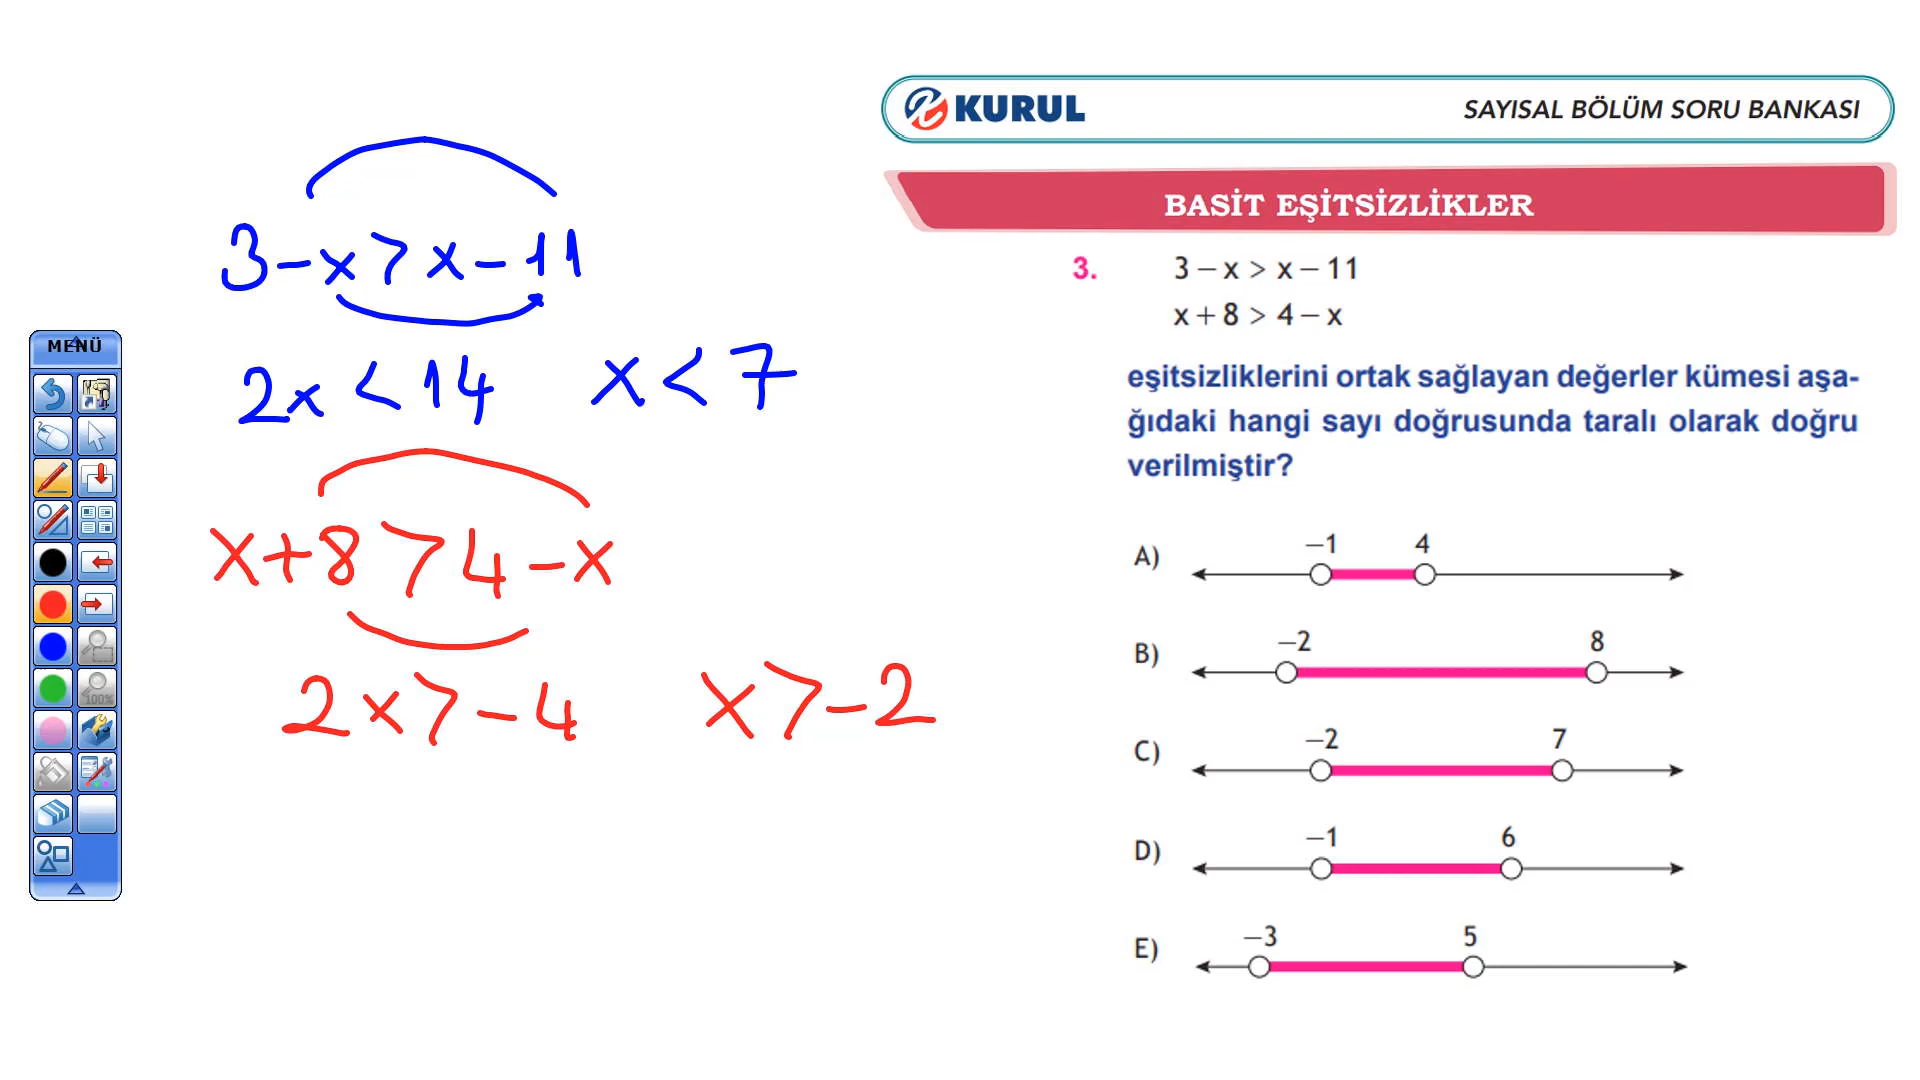 3-x>x-11
2x<14 x<7
x+8>4-x
2x>-4 x>-2
MENÜ
100%
KURUL
SAYISAL BÖLÜM SORU BANKASI
BASİT EŞİTSİZLİKLER
3. 3 – x > x – 11
x + 8 > 4 – x
eşitsizliklerini ortak sağlayan değerler kümesi aşa-
ğıdaki hangi sayı doğrusunda taralı olarak doğru
verilmiştir?
A) –1 4
B) –2 8
C) –2 7
D) –1 6
E) –3 5